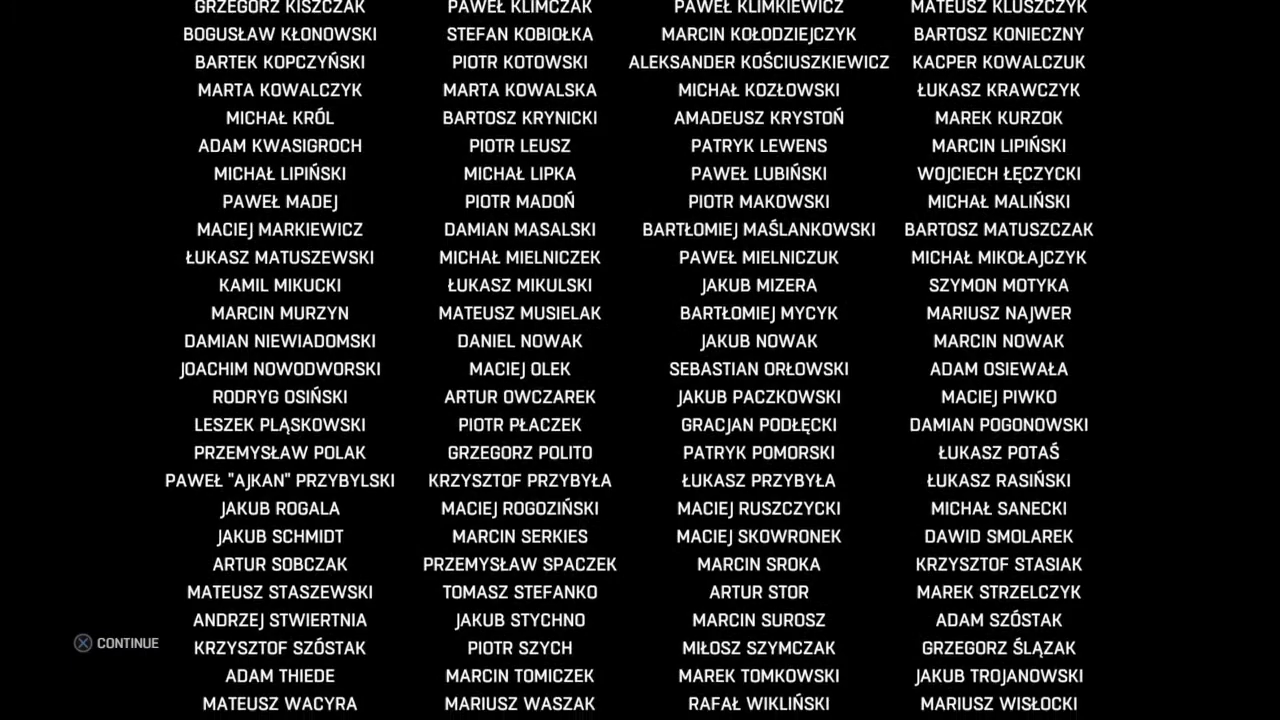 GRZEGORZ KISZCZAK PAWEŁ KLIMCZAK PAWEŁ KLIMKIEWICZ MATEUSZ KLUSZCZYK
BOGUSŁAW KŁONOWSKI STEFAN KOBIOŁKA MARCIN KOŁODZIEJCZYK BARTOSZ KONIECZNY
BARTEK KOPCZYŃSKI PIOTR KOTOWSKI ALEKSANDER KOŚCIUSZKIEWICZ KACPER KOWALCZUK
MARTA KOWALCZYK MARTA KOWALSKA MICHAŁ KOZŁOWSKI ŁUKASZ KRAWCZYK
MICHAŁ KRÓL BARTOSZ KRYNICKI AMADEUSZ KRYSTOŃ MAREK KURZOK
ADAM KWASIGROCH PIOTR LEUSZ PATRYK LEWENS MARCIN LIPIŃSKI
MICHAŁ LIPIŃSKI MICHAŁ LIPKA PAWEŁ LUBIŃSKI WOJCIECH ŁĘCZYCKI
PAWEŁ MADEJ PIOTR MADOŃ PIOTR MAKOWSKI MICHAŁ MALIŃSKI
MACIEJ MARKIEWICZ DAMIAN MASALSKI BARTŁOMIEJ MAŚLANKOWSKI BARTOSZ MATUSZCZAK
ŁUKASZ MATUSZEWSKI MICHAŁ MIELNICZEK PAWEŁ MIELNICZUK MICHAŁ MIKOŁAJCZYK
KAMIL MIKUCKI ŁUKASZ MIKULSKI JAKUB MIZERA SZYMON MOTYKA
MARCIN MURZYN MATEUSZ MUSIELAK BARTŁOMIEJ MYCYK MARIUSZ NAJWER
DAMIAN NIEWIADOMSKI DANIEL NOWAK JAKUB NOWAK MARCIN NOWAK
JOACHIM NOWODWORSKI MACIEJ OLEK SEBASTIAN ORŁOWSKI ADAM OSIEWAŁA
RODRYG OSIŃSKI ARTUR OWCZAREK JAKUB PACZKOWSKI MACIEJ PIWKO
LESZEK PLĄSKOWSKI PIOTR PŁACZEK GRACJAN PODŁĘCKI DAMIAN POGONOWSKI
PRZEMYSŁAW POLAK GRZEGORZ POLITO PATRYK POMORSKI ŁUKASZ POTAŚ
PAWEŁ "AJKAN" PRZYBYLSKI KRZYSZTOF PRZYBYŁA ŁUKASZ PRZYBYŁA ŁUKASZ RASIŃSKI
JAKUB ROGALA MACIEJ ROGOZIŃSKI MACIEJ RUSZCZYCKI MICHAŁ SANECKI
JAKUB SCHMIDT MARCIN SERKIES MACIEJ SKOWRONEK DAWID SMOLAREK
ARTUR SOBCZAK PRZEMYSŁAW SPACZEK MARCIN SROKA KRZYSZTOF STASIAK
MATEUSZ STASZEWSKI TOMASZ STEFANKO ARTUR STOR MAREK STRZELCZYK
ANDRZEJ STWIERTNIA JAKUB STYCHNO MARCIN SUROSZ ADAM SZÓSTAK
CONTINUE
KRZYSZTOF SZÓSTAK PIOTR SZYCH MIŁOSZ SZYMCZAK GRZEGORZ ŚLĄZAK
ADAM THIEDE MARCIN TOMICZEK MAREK TOMKOWSKI JAKUB TROJANOWSKI
MATEUSZ WACYRA MARIUSZ WASZAK RAFAŁ WIKLIŃSKI MARIUSZ WISŁOCKI